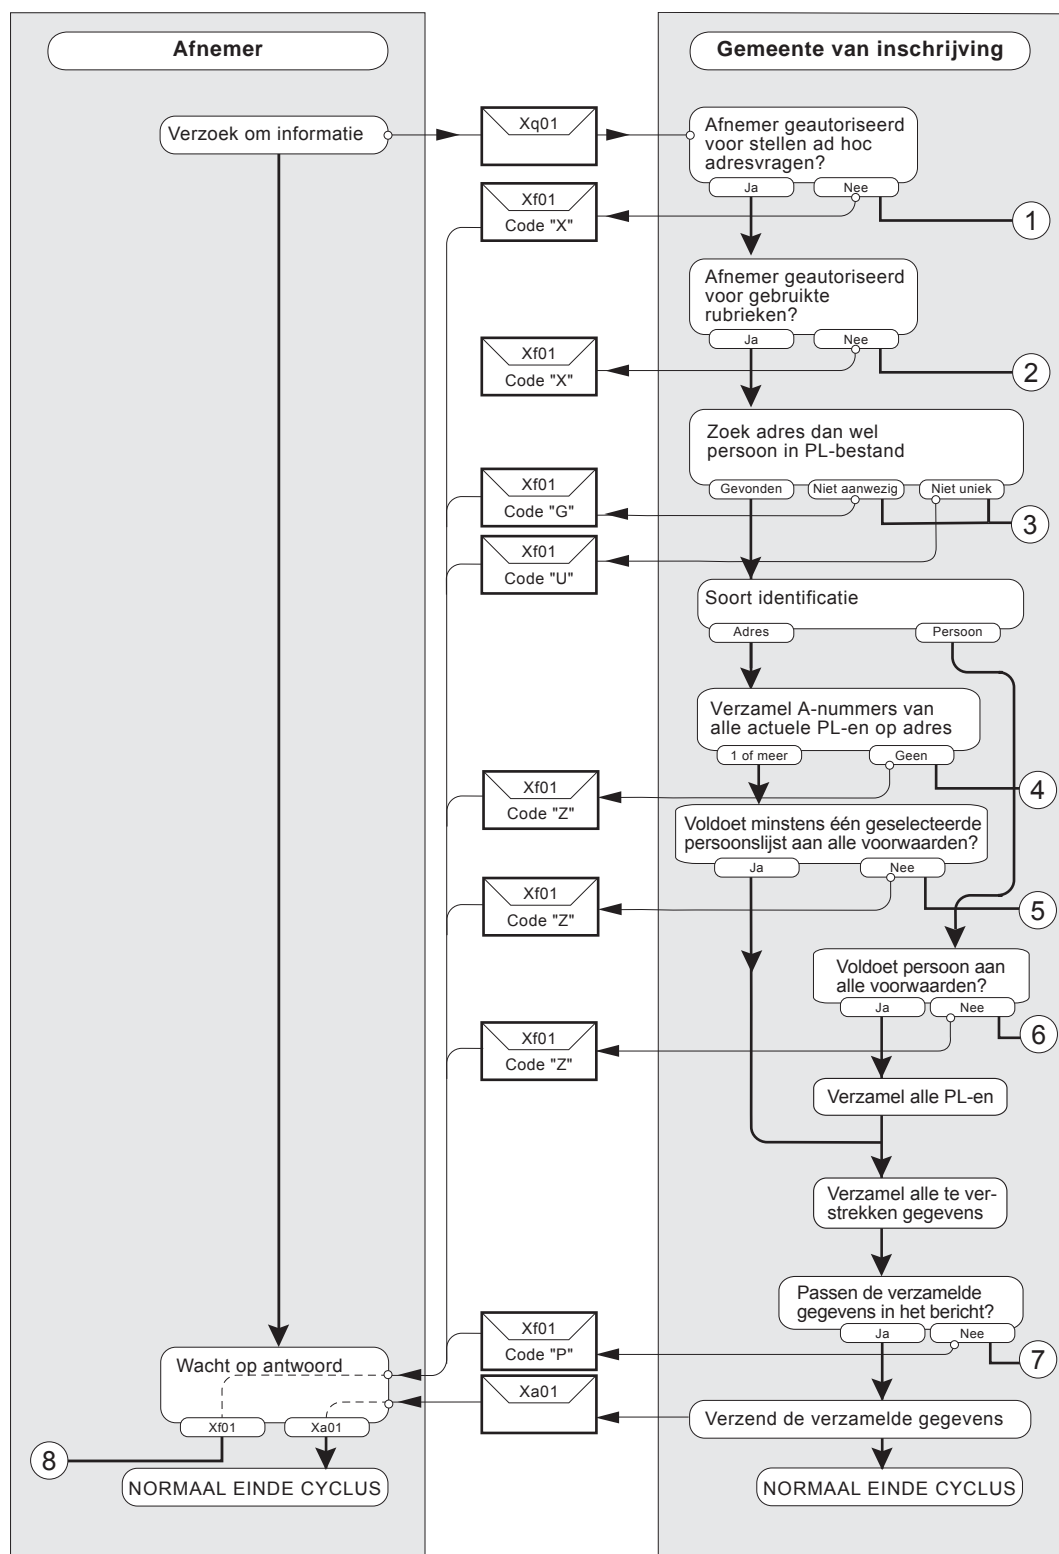 Afnemer
Gemeente van inschrijving
Verzoek om informatie
Xq01
Afnemer geautoriseerd
voor stellen ad hoc
adresvragen?
Ja
Nee
Xf01
Code "X"
1
Afnemer geautoriseerd
voor gebruikte
rubrieken?
Ja
Nee
Xf01
Code "X"
2
Zoek adres dan wel
persoon in PL-bestand
Gevonden
Niet aanwezig
Niet uniek
Xf01
Code "G"
3
Xf01
Code "U"
Soort identificatie
Adres
Persoon
Verzamel A-nummers van
alle actuele PL-en op adres
1 of meer
Geen
Xf01
Code "Z"
4
Voldoet minstens één geselecteerde
persoonslijst aan alle voorwaarden?
Ja
Nee
Xf01
Code "Z"
5
Voldoet persoon aan
alle voorwaarden?
Ja
Nee
Xf01
Code "Z"
6
Verzamel alle PL-en
Verzamel alle te ver-
strekken gegevens
Passen de verzamelde
gegevens in het bericht?
Ja
Nee
Xf01
Code "P"
7
Wacht op antwoord
Xf01
Xa01
Xa01
Verzend de verzamelde gegevens
8
NORMAAL EINDE CYCLUS
NORMAAL EINDE CYCLUS